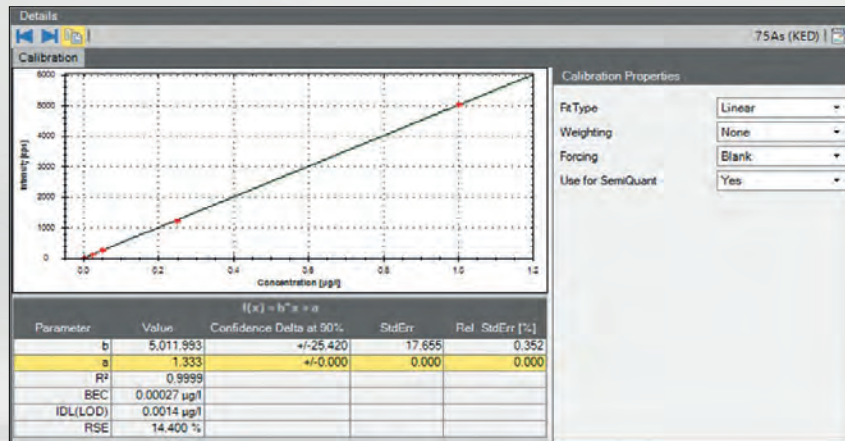 Details
75As (KED)
Calibration
6000
5000
4000
3000
2000
1000
0
Intensity [cps]
0.0 0.2 0.4 0.6 0.8 1.0 1.2
Concentration [µg/l]
Calibration Properties
Fit Type Linear
Weighting None
Forcing Blank
Use for SemiQuant Yes
f(x) = b*x + a
Parameter Value Confidence Delta at 90% StdErr Rel. StdErr [%]
b 5,011.993 +/-25.420 17.655 0.352
a 1.333 +/-0.000 0.000 0.000
R² 0.9999
BEC 0.00027 µg/l
IDL(LOD) 0.0014 µg/l
RSE 14.400 %